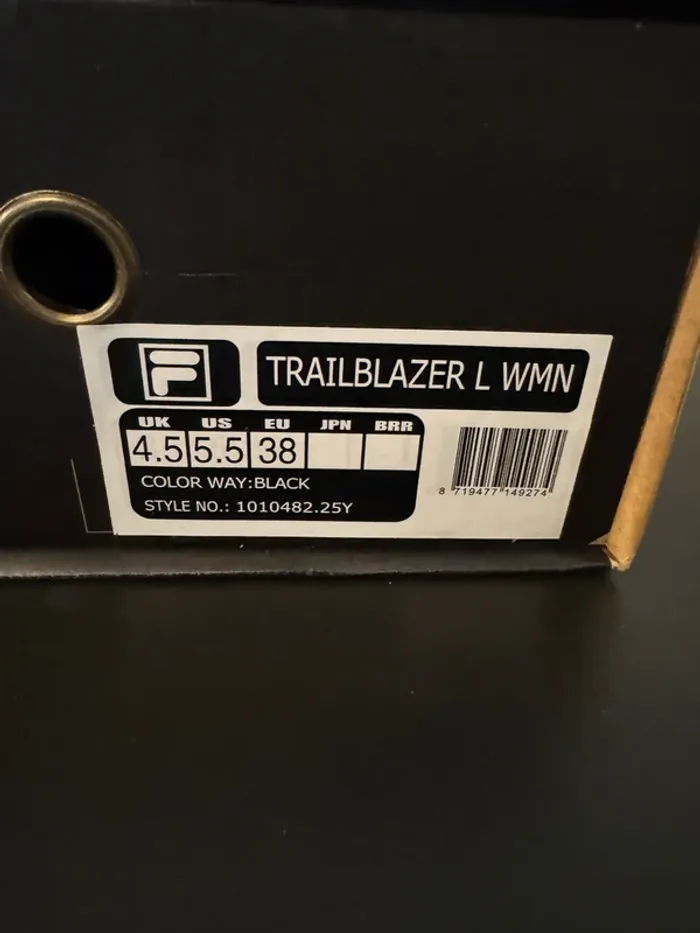 F
TRAILBLAZER L WMN
UK US EU JPN BRR
4.5 5.5 38
COLOR WAY:BLACK
STYLE NO.: 1010482.25Y
8 719477 149274